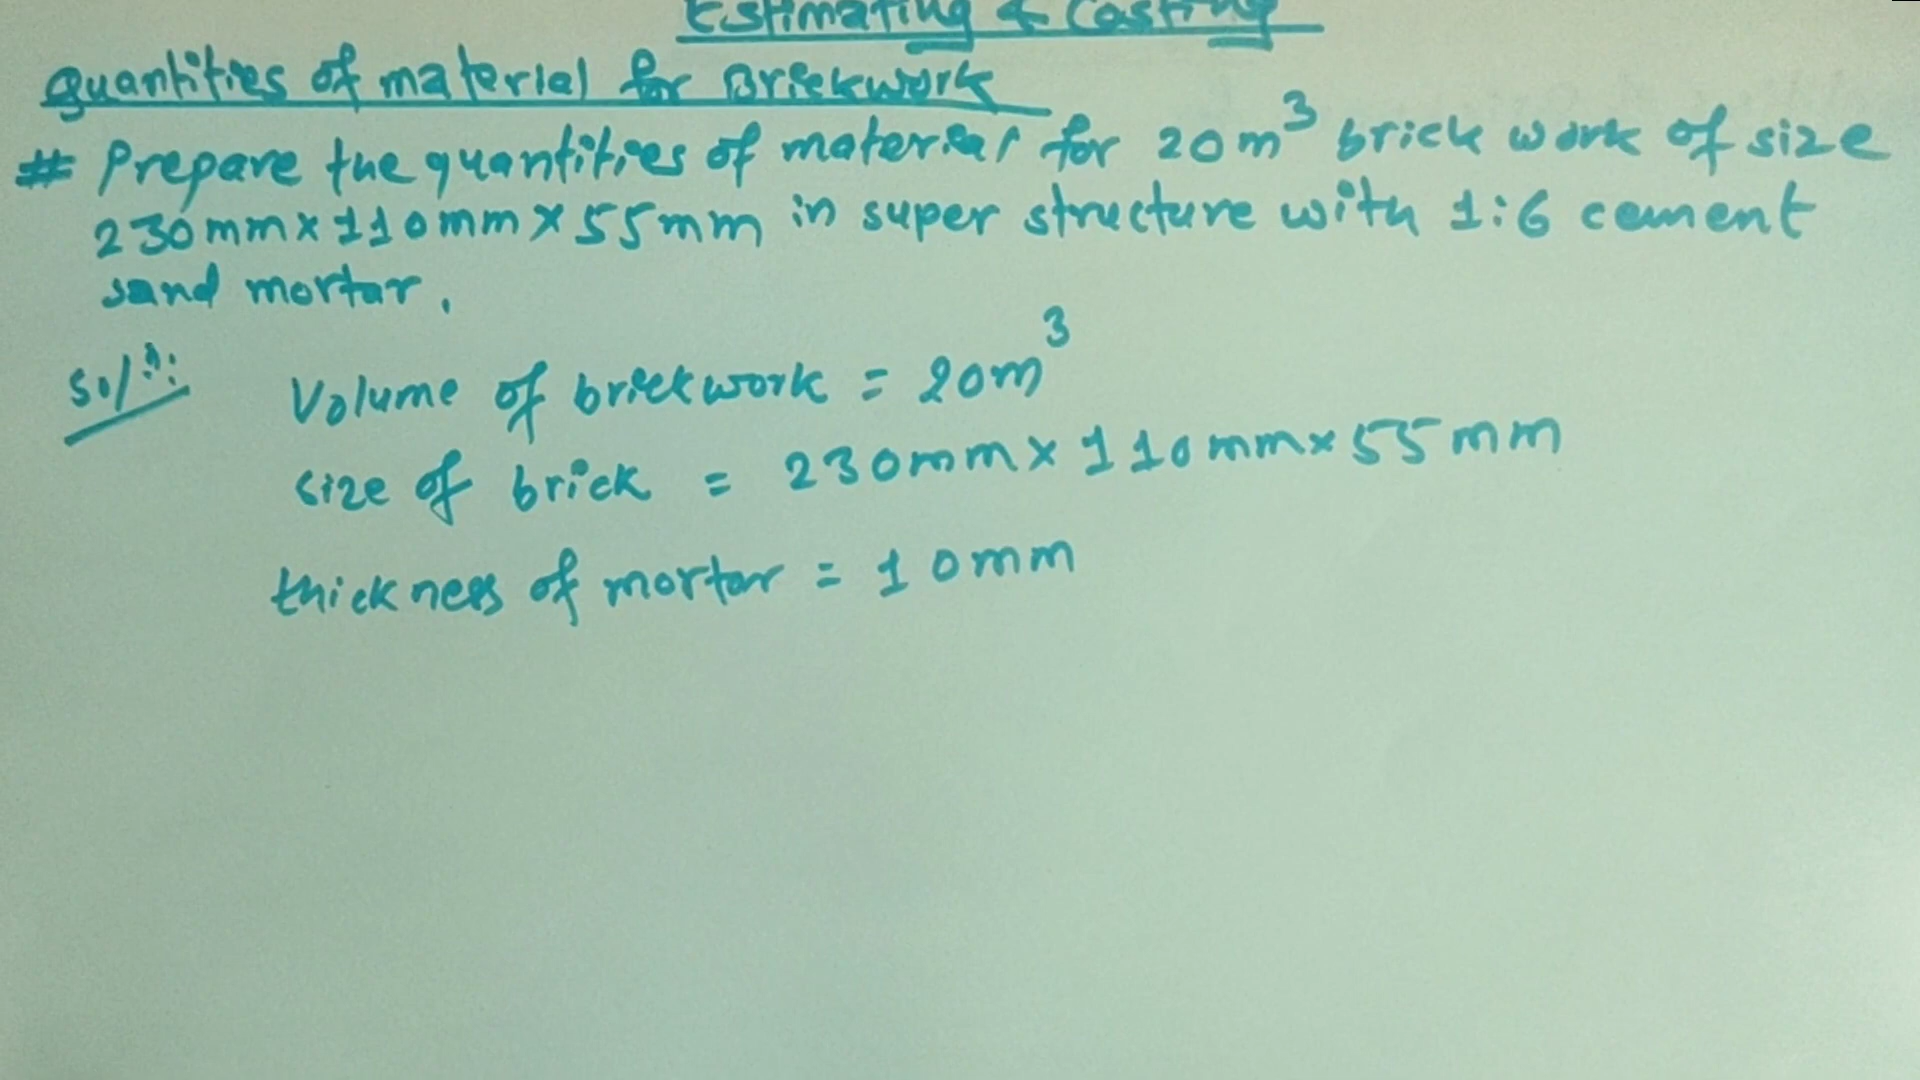 Estimating & Costing
Quantities of material for Brickwork
# Prepare the quantities of material for 20m³ brick work of size
230mm x 110mm x 55mm in super structure with 1:6 cement
sand mortar.
Solⁿ:
Volume of brickwork = 20m³
size of brick = 230mm x 110mm x 55mm
thickness of mortar = 10mm